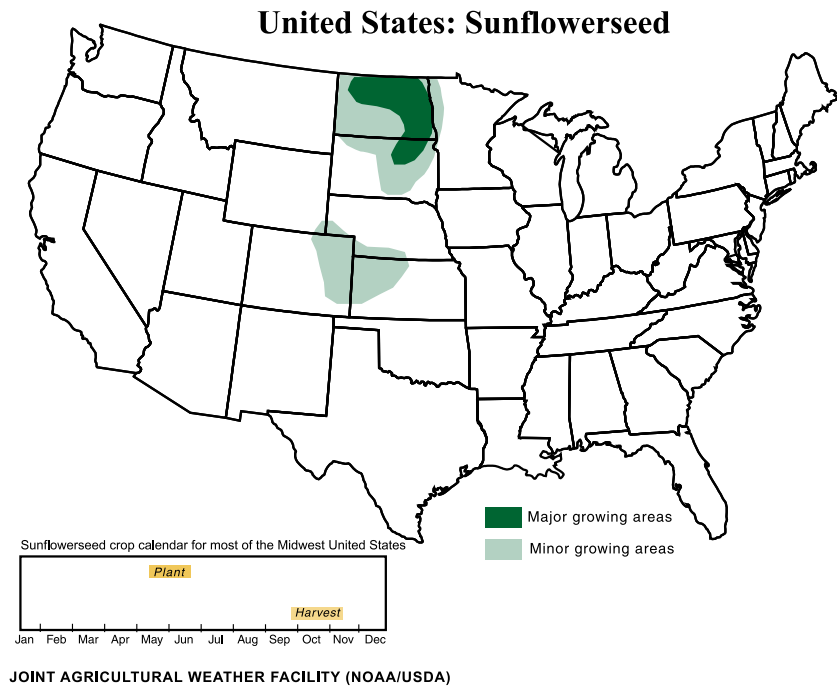 United States: Sunflowerseed
Major growing areas
Minor growing areas
Sunflowerseed crop calendar for most of the Midwest United States
Plant
Harvest
Jan Feb Mar Apr May Jun Jul Aug Sep Oct Nov Dec
JOINT AGRICULTURAL WEATHER FACILITY (NOAA/USDA)